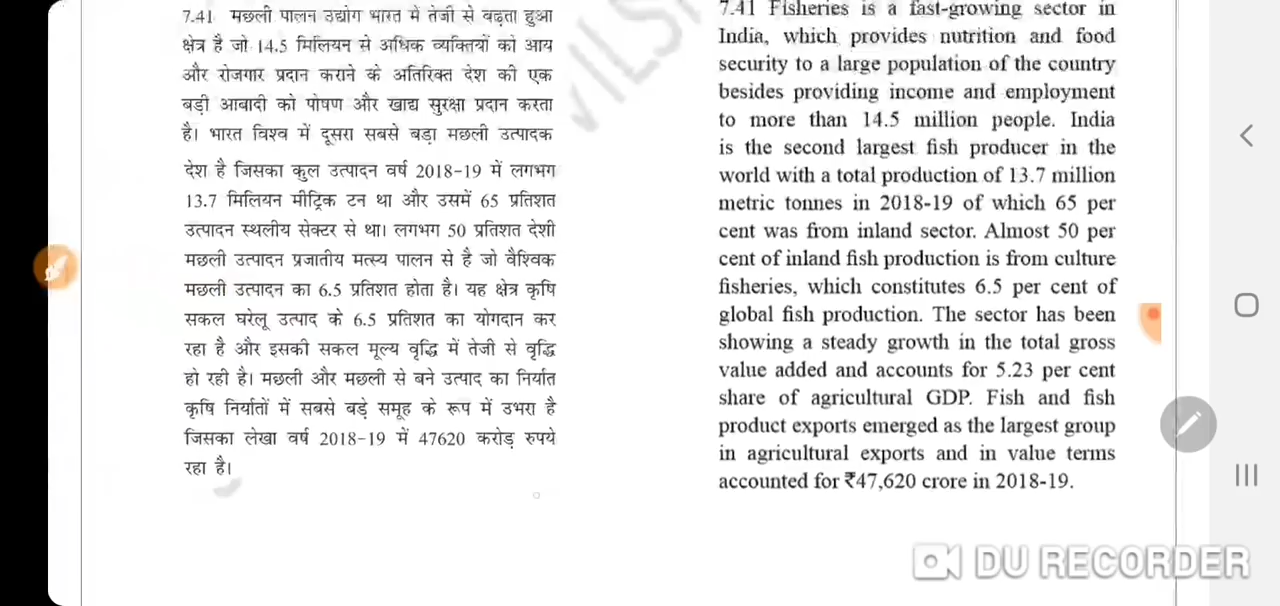 7.41 मछली पालन उद्योग भारत में तेजी से बढ़ता हुआ
क्षेत्र है जो 14.5 मिलियन से अधिक व्यक्तियों को आय
और रोजगार प्रदान कराने के अतिरिक्त देश की एक
बड़ी आबादी को पोषण और खाद्य सुरक्षा प्रदान करता
है। भारत विश्व में दूसरा सबसे बड़ा मछली उत्पादक
देश है जिसका कुल उत्पादन वर्ष 2018-19 में लगभग
13.7 मिलियन मीट्रिक टन था और उसमें 65 प्रतिशत
उत्पादन स्थलीय सेक्टर से था। लगभग 50 प्रतिशत देशी
मछली उत्पादन प्रजातीय मत्स्य पालन से है जो वैश्विक
मछली उत्पादन का 6.5 प्रतिशत होता है। यह क्षेत्र कृषि
सकल घरेलू उत्पाद के 6.5 प्रतिशत का योगदान कर
रहा है और इसकी सकल मूल्य वृद्धि में तेजी से वृद्धि
हो रही है। मछली और मछली से बने उत्पाद का निर्यात
कृषि निर्यातों में सबसे बड़े समूह के रूप में उभरा है
जिसका लेखा वर्ष 2018-19 में 47620 करोड़ रुपये
रहा है।
7.41 Fisheries is a fast-growing sector in
India, which provides nutrition and food
security to a large population of the country
besides providing income and employment
to more than 14.5 million people. India
is the second largest fish producer in the
world with a total production of 13.7 million
metric tonnes in 2018-19 of which 65 per
cent was from inland sector. Almost 50 per
cent of inland fish production is from culture
fisheries, which constitutes 6.5 per cent of
global fish production. The sector has been
showing a steady growth in the total gross
value added and accounts for 5.23 per cent
share of agricultural GDP. Fish and fish
product exports emerged as the largest group
in agricultural exports and in value terms
accounted for ₹47,620 crore in 2018-19.
DU RECORDER